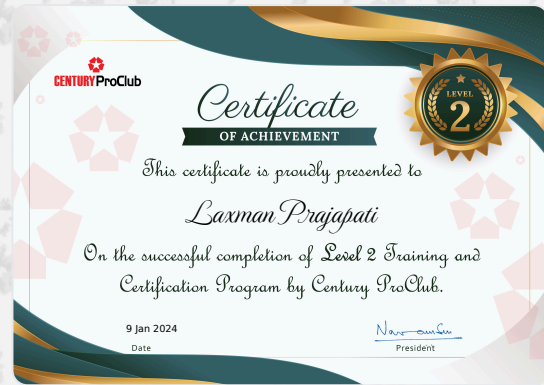 CENTURY ProClub
LEVEL
2
Certificate
OF ACHIEVEMENT
This certificate is proudly presented to
Laxman Prajapati
On the successful completion of Level 2 Training and
Certification Program by Century ProClub.
9 Jan 2024
Date
President